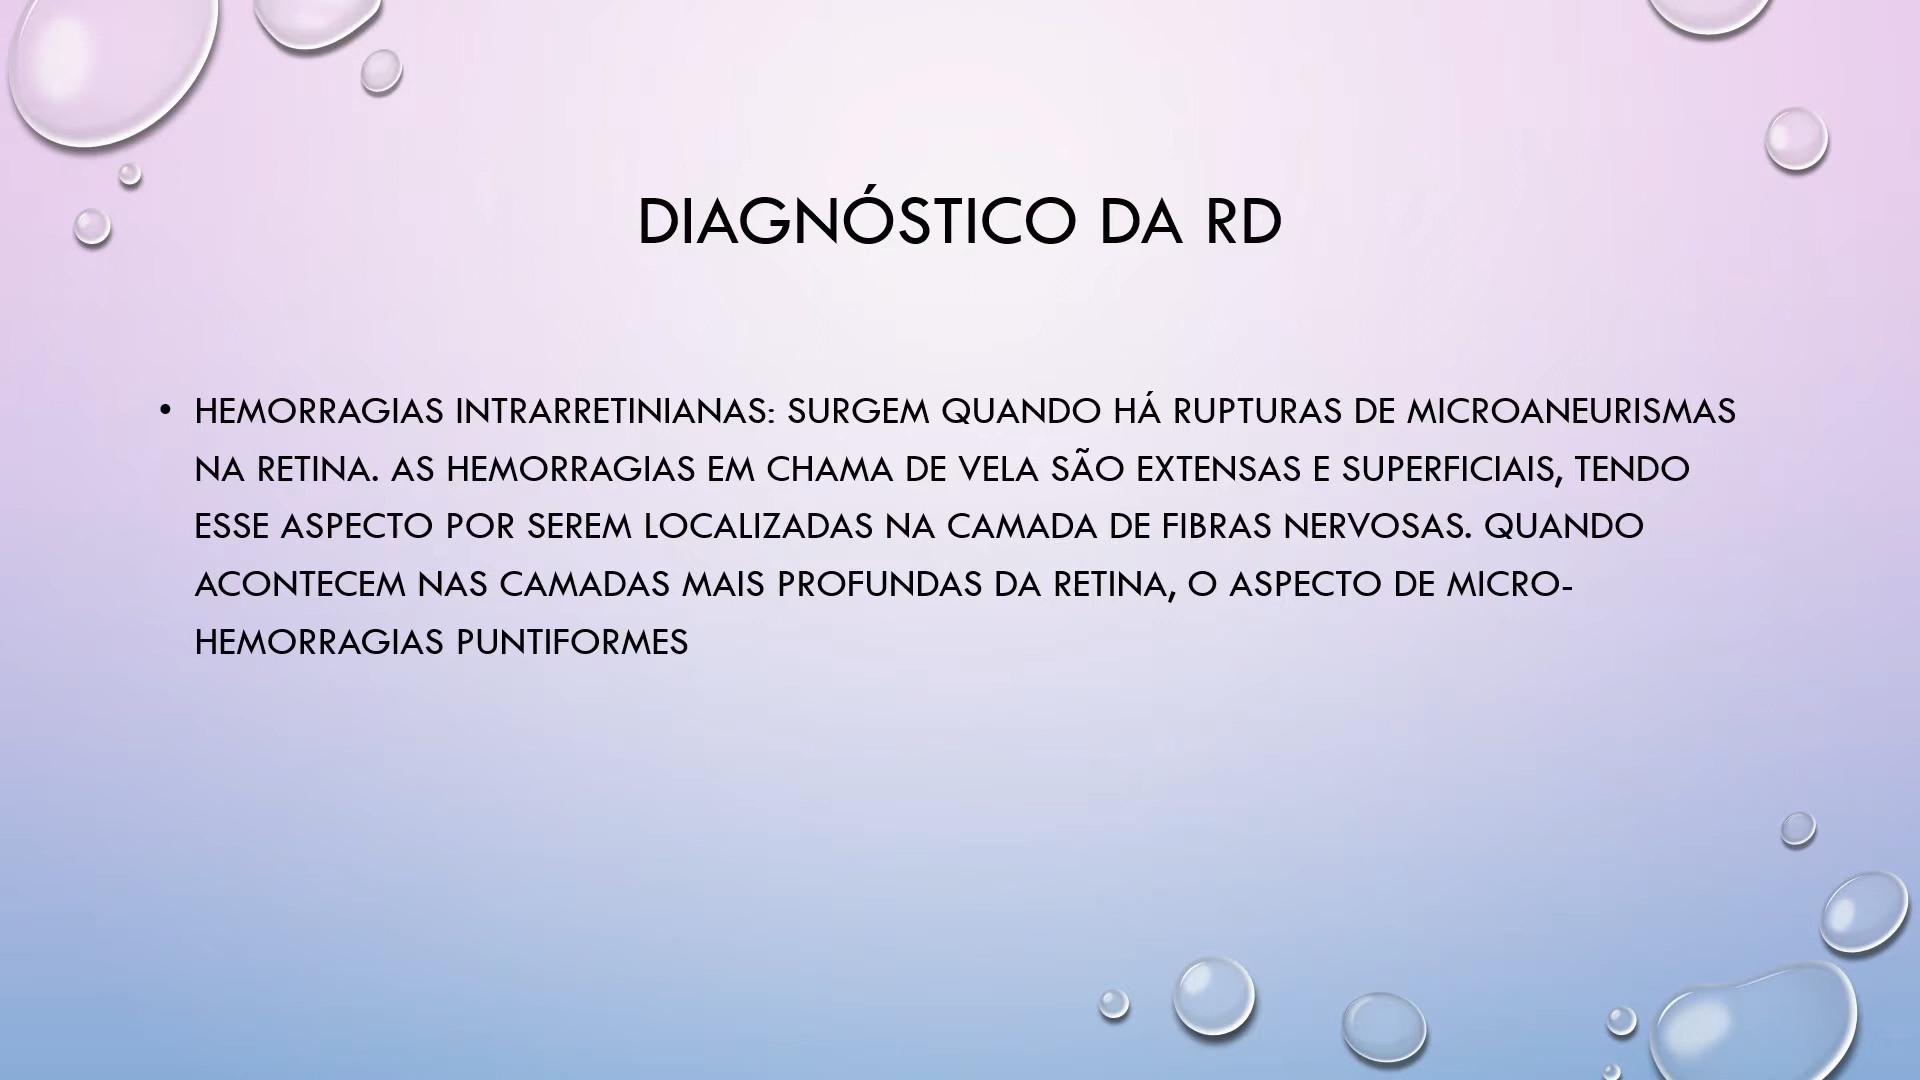 DIAGNÓSTICO DA RD
• HEMORRAGIAS INTRARRETINIANAS: SURGEM QUANDO HÁ RUPTURAS DE MICROANEURISMAS
NA RETINA. AS HEMORRAGIAS EM CHAMA DE VELA SÃO EXTENSAS E SUPERFICIAIS, TENDO
ESSE ASPECTO POR SEREM LOCALIZADAS NA CAMADA DE FIBRAS NERVOSAS. QUANDO
ACONTECEM NAS CAMADAS MAIS PROFUNDAS DA RETINA, O ASPECTO DE MICRO-
HEMORRAGIAS PUNTIFORMES